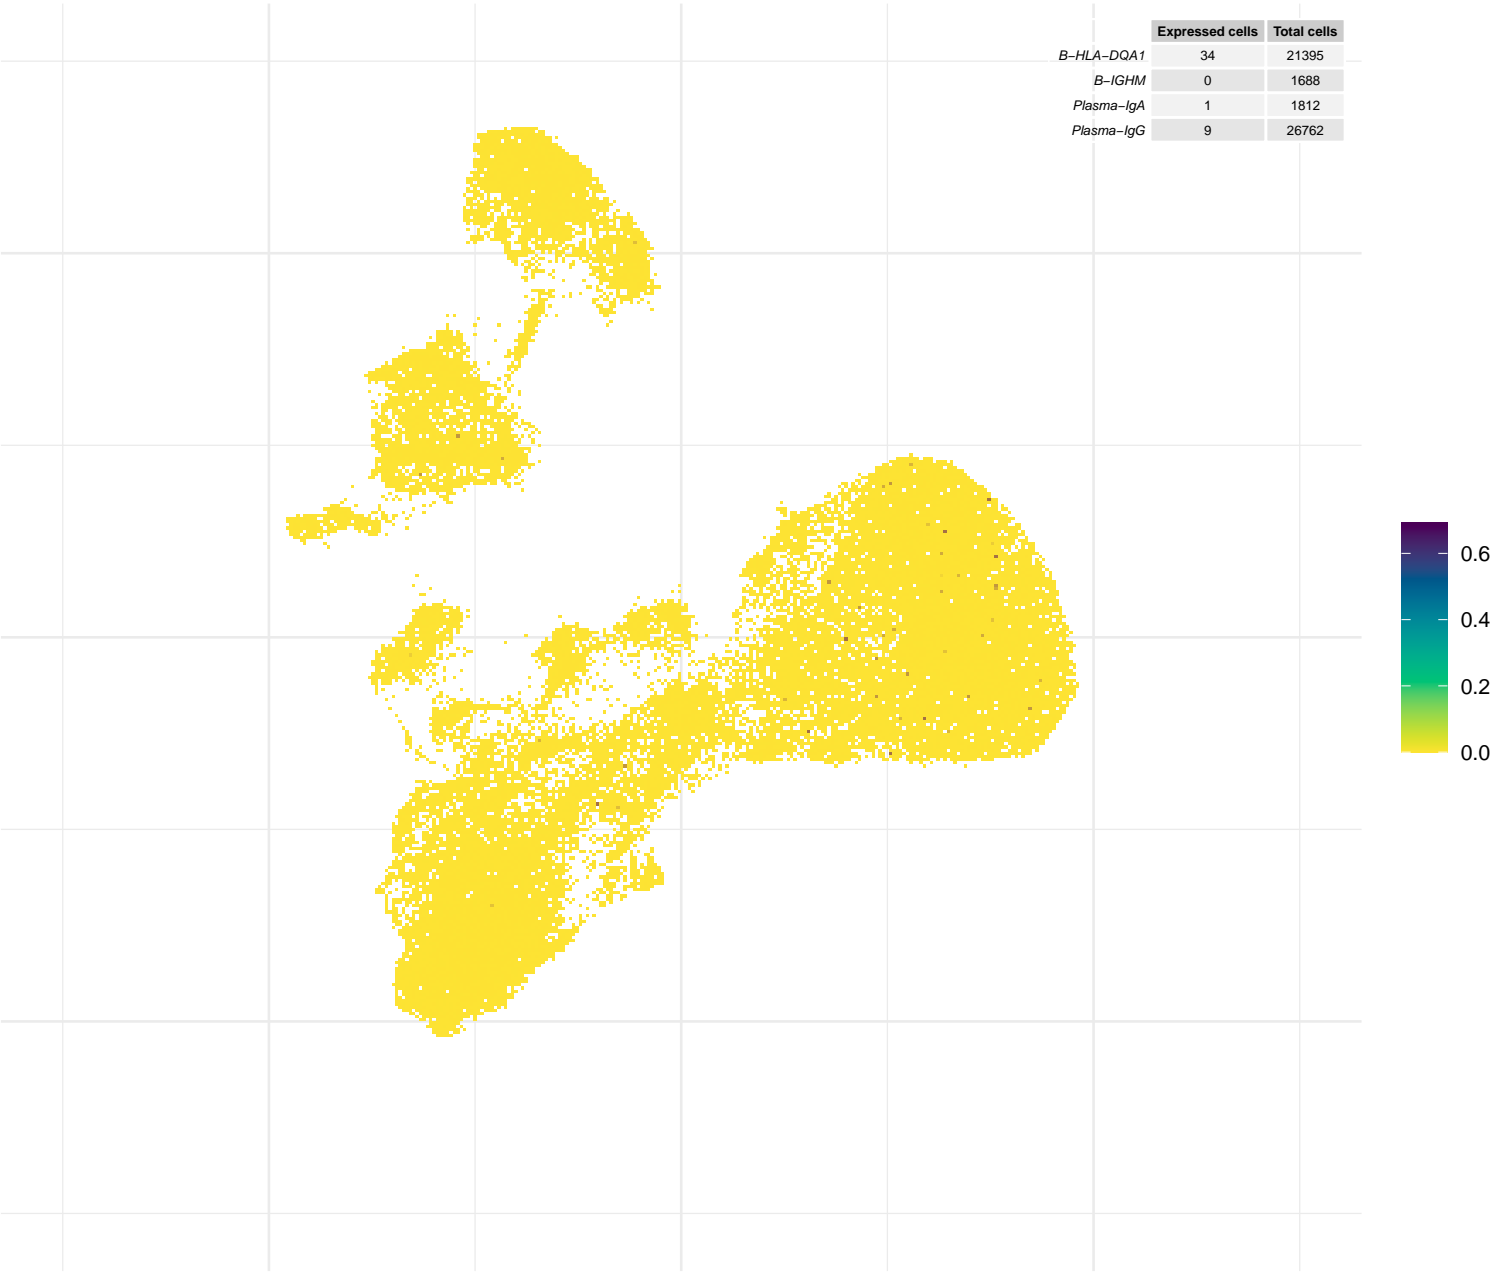 Expressed cells Total cells
B−HLA−DQA1 34 21395
B−IGHM 0 1688
Plasma−IgA 1 1812
Plasma−IgG 9 26762
0.6
0.4
0.2
0.0